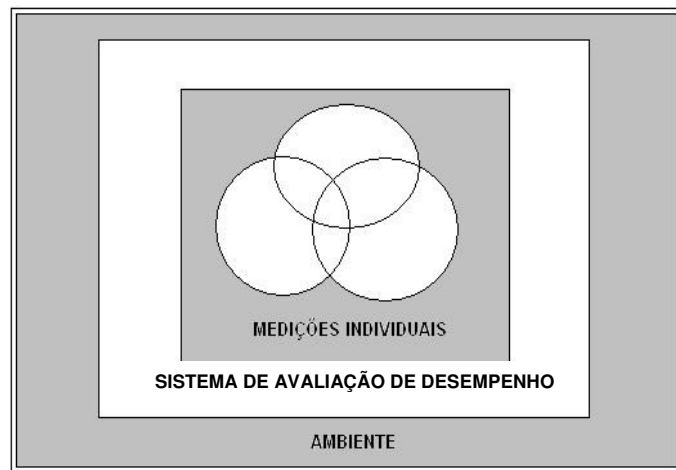 MEDIÇÕES INDIVIDUAIS
SISTEMA DE AVALIAÇÃO DE DESEMPENHO
AMBIENTE